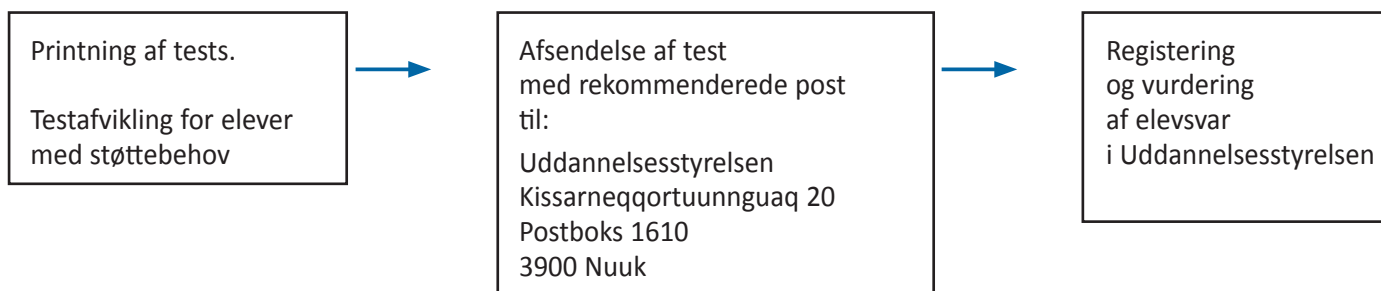 Printning af tests.
Testafvikling for elever
med støttebehov
Afsendelse af test
med rekommenderede post
til:
Uddannelsesstyrelsen
Kissarneqqortuunnguaq 20
Postboks 1610
3900 Nuuk
Registering
og vurdering
af elevsvar
i Uddannelsesstyrelsen